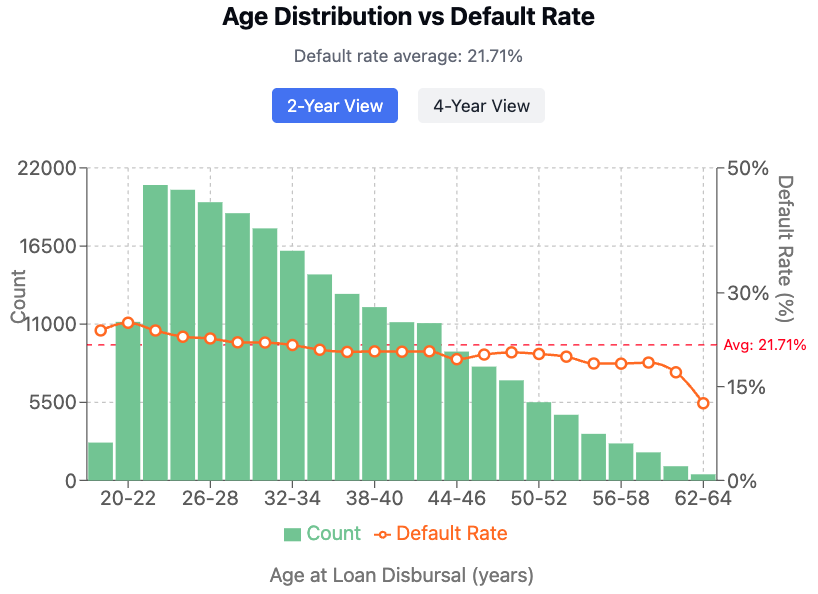 Age Distribution vs Default Rate
Default rate average: 21.71%
2-Year View
4-Year View
22000
16500
11000
5500
0
Count
50%
30%
15%
0%
Default Rate (%)
Avg: 21.71%
20-22 26-28 32-34 38-40 44-46 50-52 56-58 62-64
Count Default Rate
Age at Loan Disbursal (years)